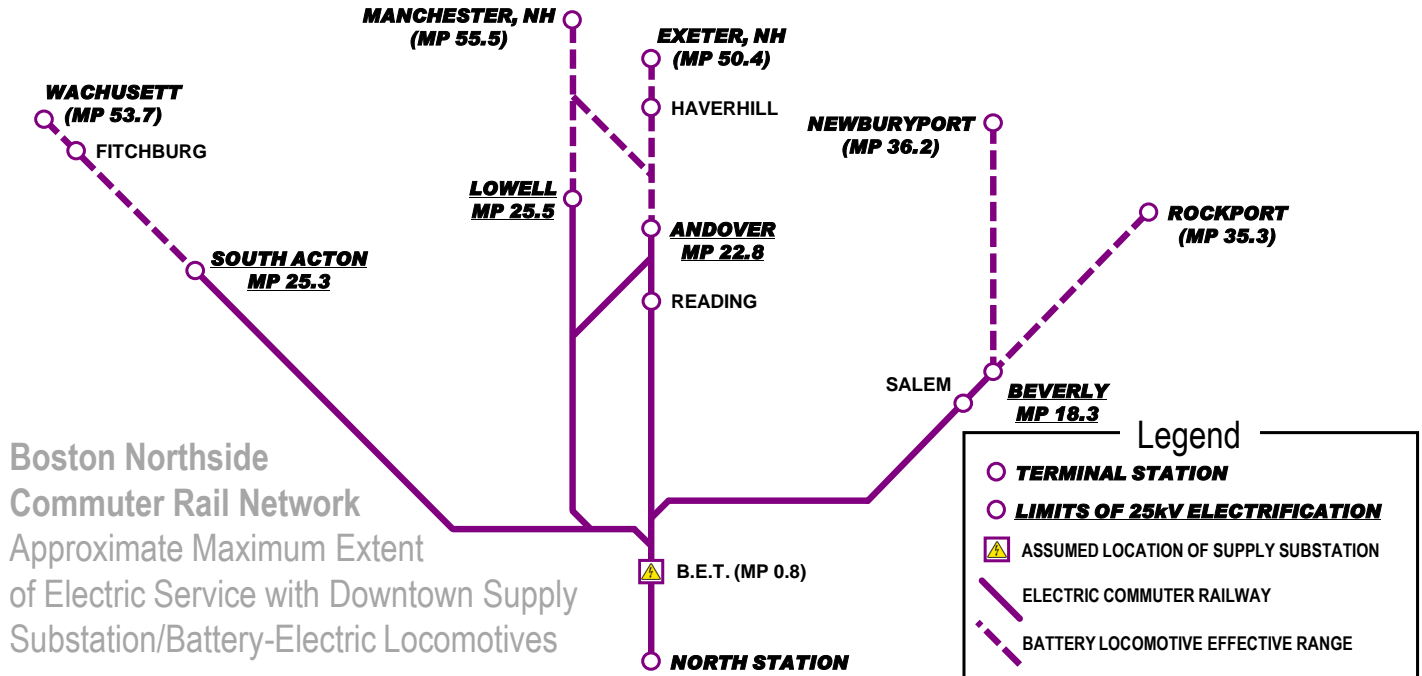 MANCHESTER, NH
(MP 55.5)
EXETER, NH
(MP 50.4)
WACHUSETT
(MP 53.7)
FITCHBURG
HAVERHILL
NEWBURYPORT
(MP 36.2)
LOWELL
MP 25.5
ANDOVER
MP 22.8
ROCKPORT
(MP 35.3)
SOUTH ACTON
MP 25.3
READING
SALEM
BEVERLY
MP 18.3
Boston Northside
Commuter Rail Network
Approximate Maximum Extent
of Electric Service with Downtown Supply
Substation/Battery-Electric Locomotives
B.E.T. (MP 0.8)
NORTH STATION
Legend
TERMINAL STATION
LIMITS OF 25kV ELECTRIFICATION
ASSUMED LOCATION OF SUPPLY SUBSTATION
ELECTRIC COMMUTER RAILWAY
BATTERY LOCOMOTIVE EFFECTIVE RANGE